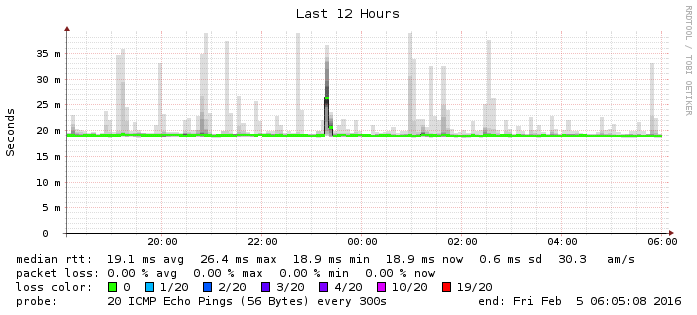 Last 12 Hours
RRDTOOL / TOBI OETIKER
Seconds
35 m
30 m
25 m
20 m
15 m
10 m
5 m
0
20:00 22:00 00:00 02:00 04:00 06:00
median rtt: 19.1 ms avg 26.4 ms max 18.9 ms min 18.9 ms now 0.6 ms sd 30.3 am/s
packet loss: 0.00 % avg 0.00 % max 0.00 % min 0.00 % now
loss color: 0 1/20 2/20 3/20 4/20 10/20 19/20
probe: 20 ICMP Echo Pings (56 Bytes) every 300s end: Fri Feb 5 06:05:08 2016